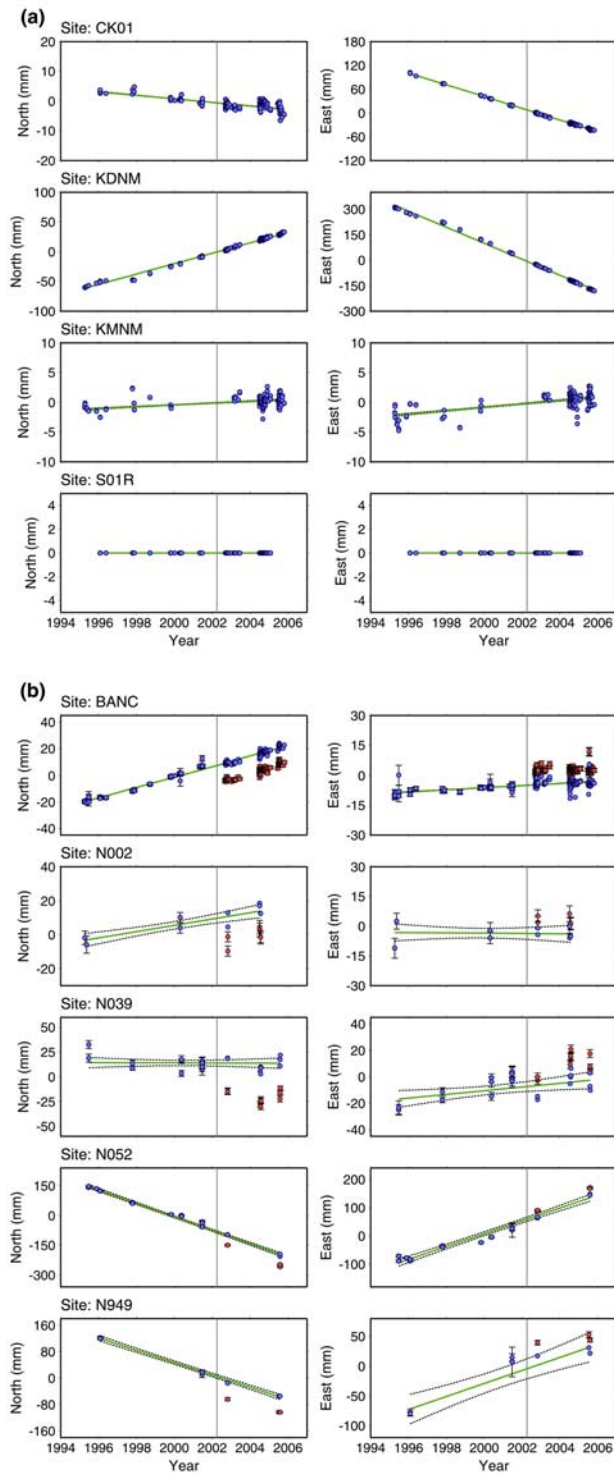 (a)
Site: CK01
North (mm)
20
10
0
-10
-20
East (mm)
180
120
60
0
-60
-120
Site: KDNM
North (mm)
100
50
0
-50
-100
East (mm)
300
150
0
-150
-300
Site: KMNM
North (mm)
10
5
0
-5
-10
East (mm)
10
5
0
-5
-10
Site: S01R
North (mm)
4
2
0
-2
-4
East (mm)
4
2
0
-2
-4
1994 1996 1998 2000 2002 2004 2006
1994 1996 1998 2000 2002 2004 2006
Year
Year
(b)
Site: BANC
North (mm)
40
20
0
-20
-40
East (mm)
30
15
0
-15
-30
Site: N002
North (mm)
40
20
0
-20
East (mm)
30
15
0
-15
-30
Site: N039
North (mm)
50
25
0
-25
-50
East (mm)
40
20
0
-20
-40
Site: N052
North (mm)
150
0
-150
-300
East (mm)
200
100
0
-100
Site: N949
North (mm)
160
80
0
-80
-160
East (mm)
50
0
-50
-100
1994 1996 1998 2000 2002 2004 2006
1994 1996 1998 2000 2002 2004 2006
Year
Year